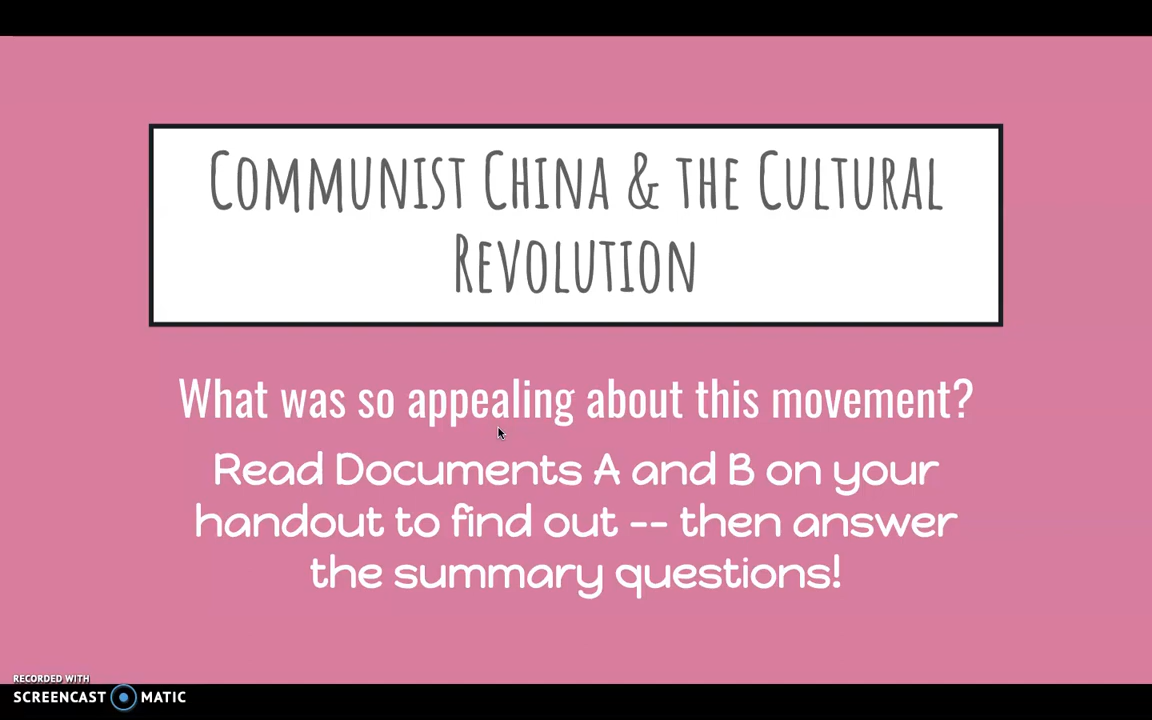 Communist China & the Cultural
Revolution
What was so appealing about this movement?
Read Documents A and B on your
handout to find out -- then answer
the summary questions!
RECORDED WITH
SCREENCAST MATIC